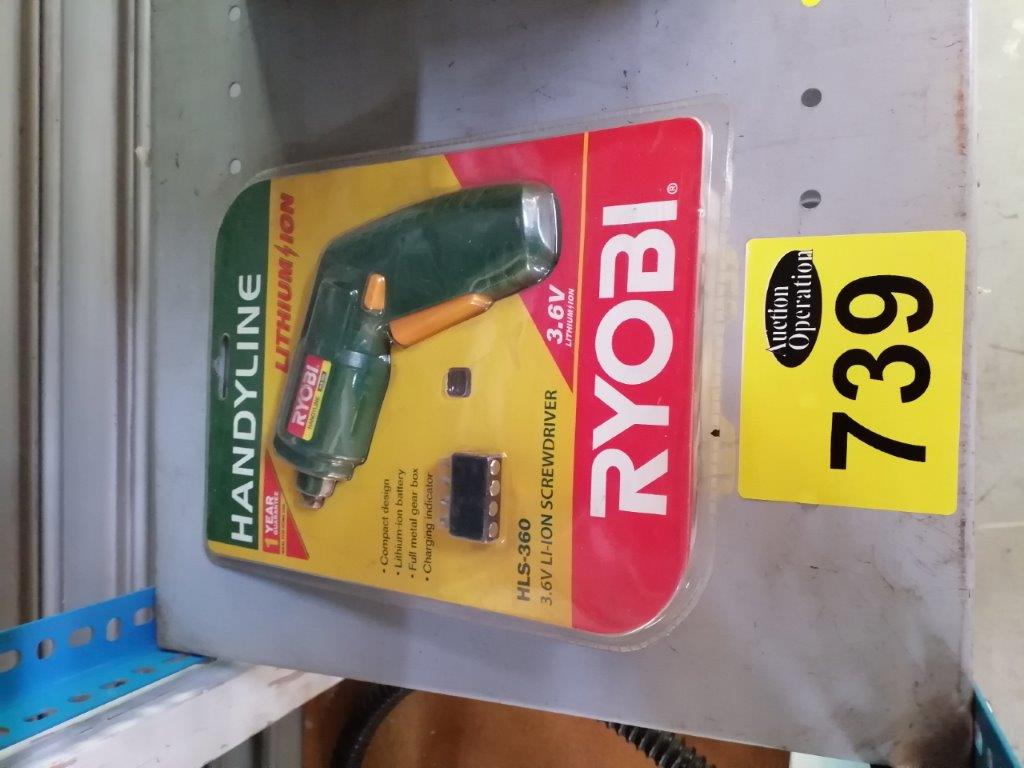 HANDYLINE
1 YEAR
GUARANTEE
LITHIUM ION
RYOBI
• Compact design
• Lithium-ion battery
• Full metal gear box
• Charging indicator
3.6V
LITHIUM ION
HLS-360
3.6V LI-ION SCREWDRIVER
RYOBI®
Auction
Operation
739